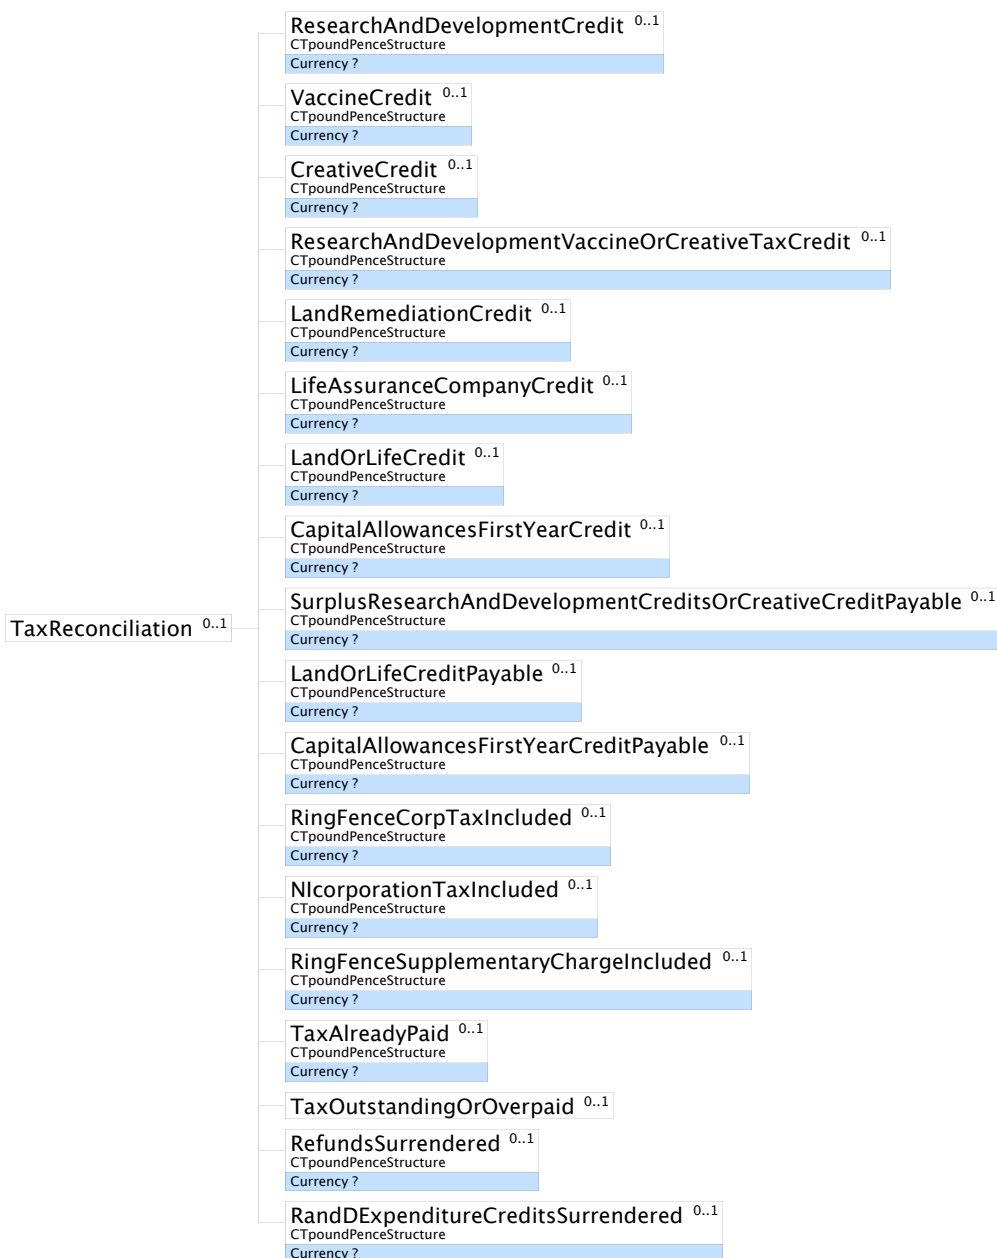 ResearchAndDevelopmentCredit 0..1
CTpoundPenceStructure
Currency ?
VaccineCredit 0..1
CTpoundPenceStructure
Currency ?
CreativeCredit 0..1
CTpoundPenceStructure
Currency ?
ResearchAndDevelopmentVaccineOrCreativeTaxCredit 0..1
CTpoundPenceStructure
Currency ?
LandRemediationCredit 0..1
CTpoundPenceStructure
Currency ?
LifeAssuranceCompanyCredit 0..1
CTpoundPenceStructure
Currency ?
LandOrLifeCredit 0..1
CTpoundPenceStructure
Currency ?
CapitalAllowancesFirstYearCredit 0..1
CTpoundPenceStructure
Currency ?
SurplusResearchAndDevelopmentCreditsOrCreativeCreditPayable 0..1
CTpoundPenceStructure
Currency ?
TaxReconciliation 0..1
LandOrLifeCreditPayable 0..1
CTpoundPenceStructure
Currency ?
CapitalAllowancesFirstYearCreditPayable 0..1
CTpoundPenceStructure
Currency ?
RingFenceCorpTaxIncluded 0..1
CTpoundPenceStructure
Currency ?
NIcorporationTaxIncluded 0..1
CTpoundPenceStructure
Currency ?
RingFenceSupplementaryChargeIncluded 0..1
CTpoundPenceStructure
Currency ?
TaxAlreadyPaid 0..1
CTpoundPenceStructure
Currency ?
TaxOutstandingOrOverpaid 0..1
RefundsSurrendered 0..1
CTpoundPenceStructure
Currency ?
RandDExpenditureCreditsSurrendered 0..1
CTpoundPenceStructure
Currency ?